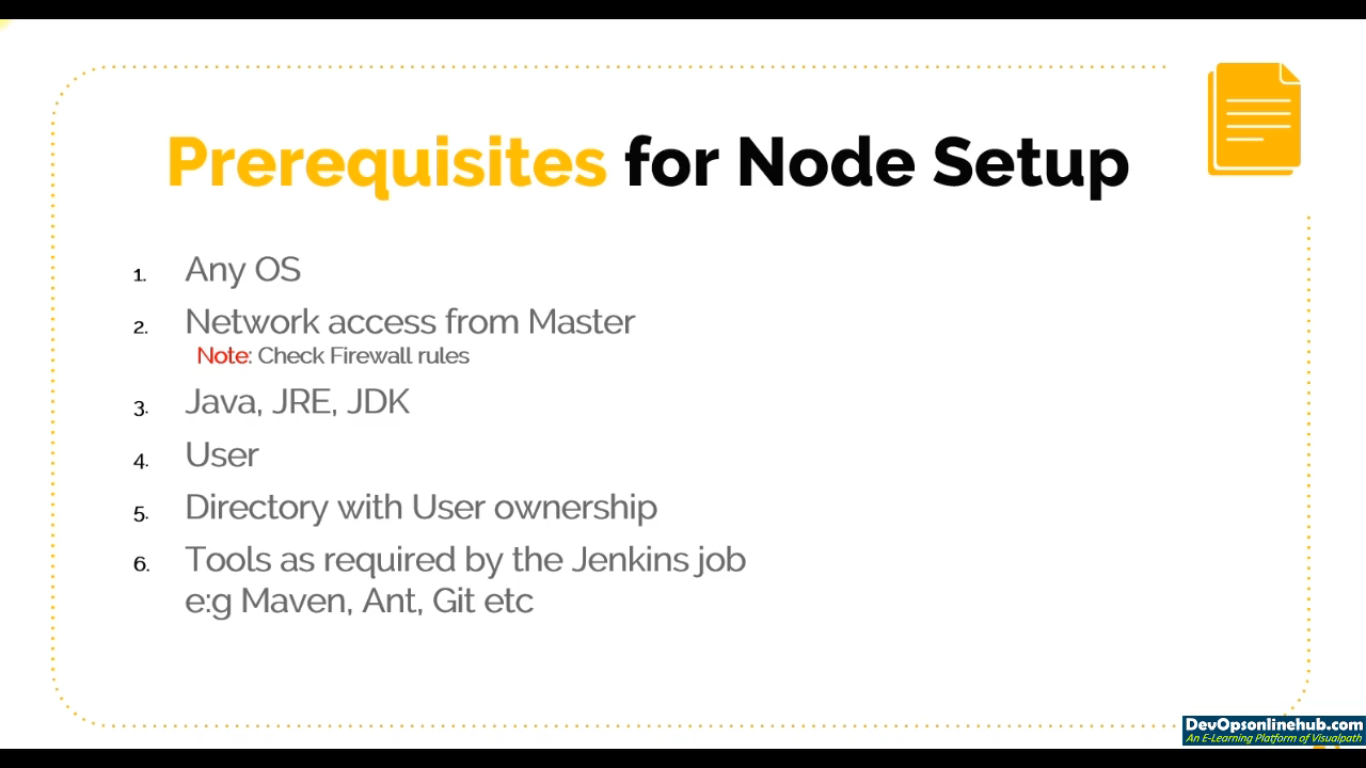 Prerequisites for Node Setup
1. Any OS
2. Network access from Master
Note: Check Firewall rules
3. Java, JRE, JDK
4. User
5. Directory with User ownership
6. Tools as required by the Jenkins job
e:g Maven, Ant, Git etc
DevOpsonlinehub.com
An E-Learning Platform of Visualpath